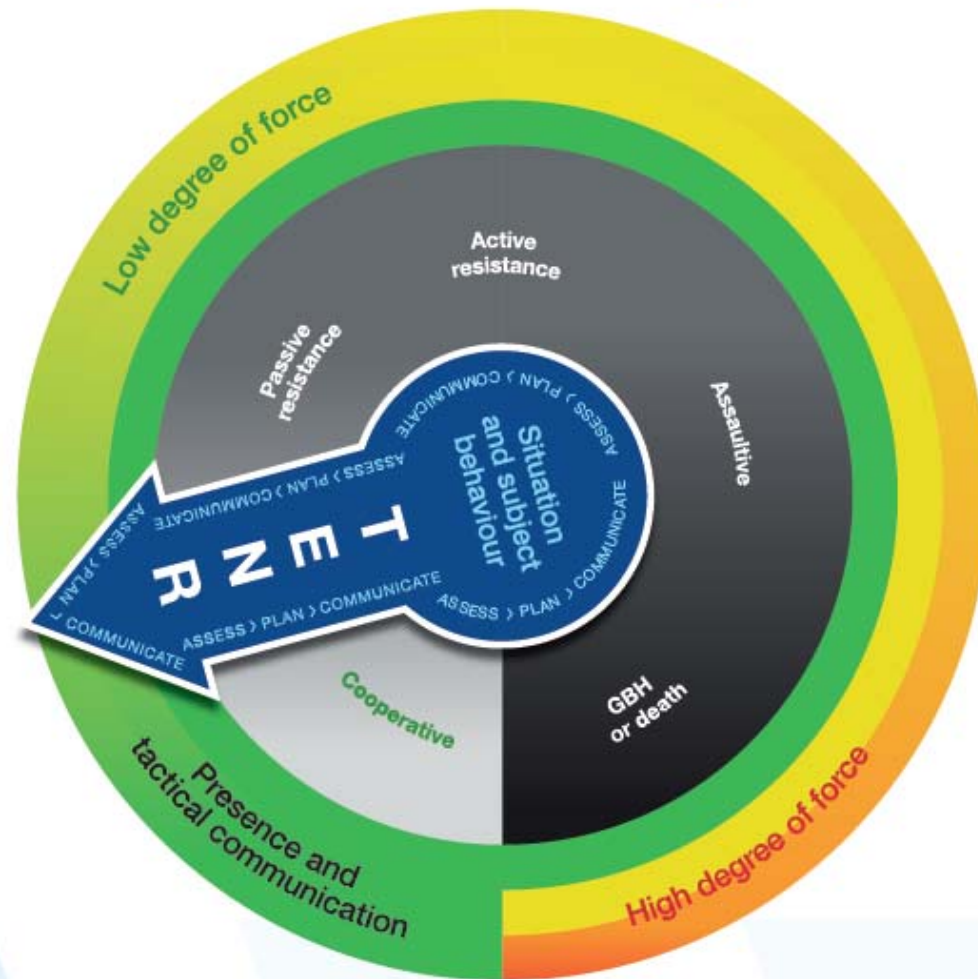 Low degree of force
Active
resistance
Passive
resistance
Assaultive
ASSESS > PLAN > COMMUNICATE
Situation
and subject
behaviour
ASSESS > PLAN > COMMUNICATE
ASSESS > PLAN > COMMUNICATE
TENR
ASSESS > PLAN > COMMUNICATE
ASSESS > PLAN > COMMUNICATE
Cooperative
GBH
or death
Presence and
tactical communication
High degree of force